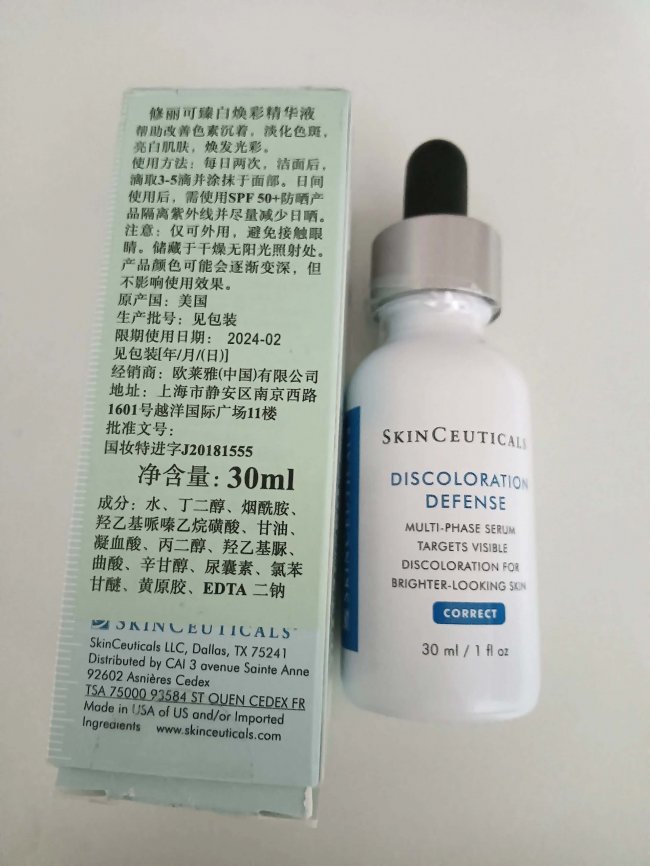 修丽可臻白焕彩精华液
帮助改善色素沉着，淡化色斑，
亮白肌肤，焕发光彩。
使用方法：每日两次，洁面后，
滴取3-5滴并涂抹于面部。日间
使用后，需使用SPF 50+防晒产
品隔离紫外线并尽量减少日晒。
注意：仅可外用，避免接触眼
睛。储藏于干燥无阳光照射处。
产品颜色可能会逐渐变深，但
不影响使用效果。
原产国：美国
生产批号：见包装
限期使用日期： 2024-02
见包装[年/月/(日)]
经销商：欧莱雅(中国)有限公司
地址：上海市静安区南京西路
1601号越洋国际广场11楼
批准文号：
国妆特进字J20181555
净含量：30ml
成分：水、丁二醇、烟酰胺、
羟乙基哌嗪乙烷磺酸、甘油、
凝血酸、丙二醇、羟乙基脲、
曲酸、辛甘醇、尿囊素、氯苯
甘醚、黄原胶、EDTA 二钠
SKINCEUTICALS
SkinCeuticals LLC, Dallas, TX 75241
Distributed by CAI 3 avenue Sainte Anne
92602 Asnières Cedex
TSA 75000 93584 ST OUEN CEDEX FR
Made in USA of US and/or Imported
Ingredients www.skinceuticals.com
SKINCEUTICALS
DISCOLORATION
DEFENSE
MULTI-PHASE SERUM
TARGETS VISIBLE
DISCOLORATION FOR
BRIGHTER-LOOKING SKIN
CORRECT
30 ml / 1 fl oz